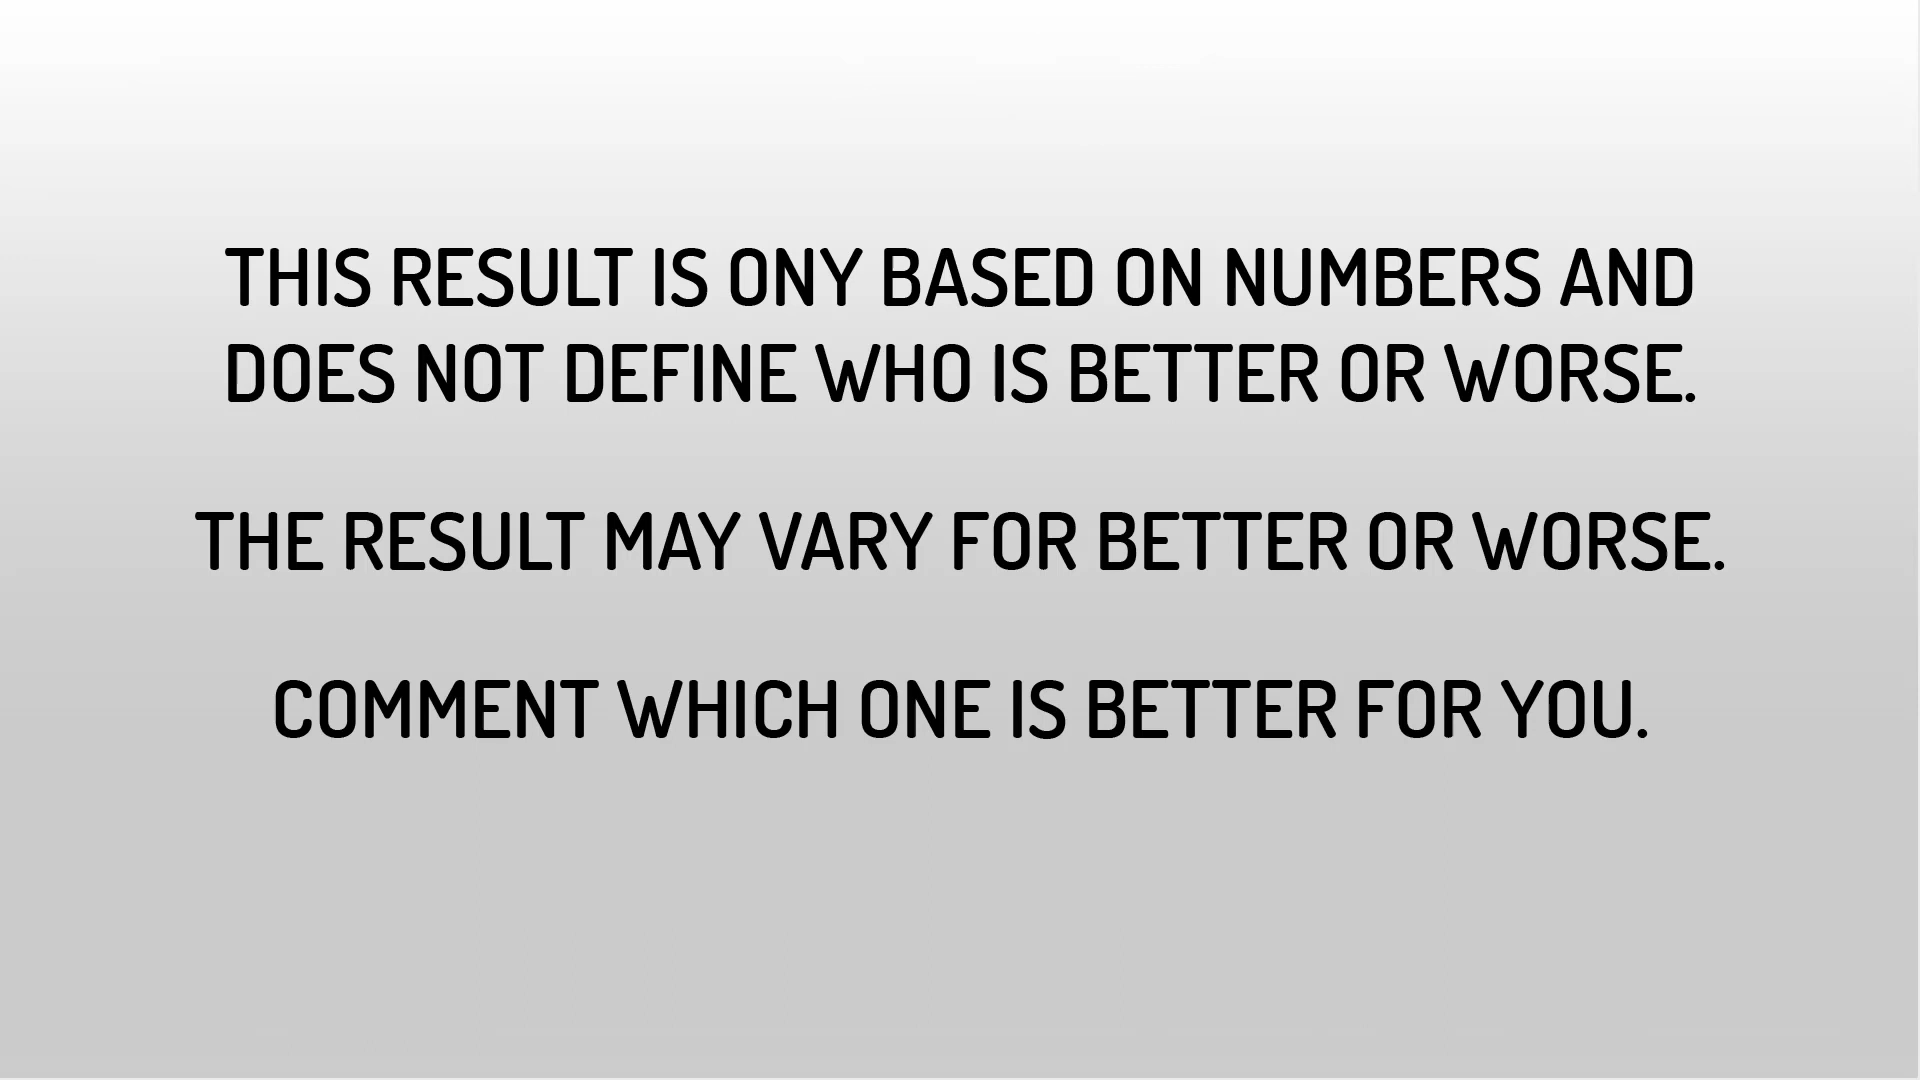 THIS RESULT IS ONY BASED ON NUMBERS AND
DOES NOT DEFINE WHO IS BETTER OR WORSE.
THE RESULT MAY VARY FOR BETTER OR WORSE.
COMMENT WHICH ONE IS BETTER FOR YOU.